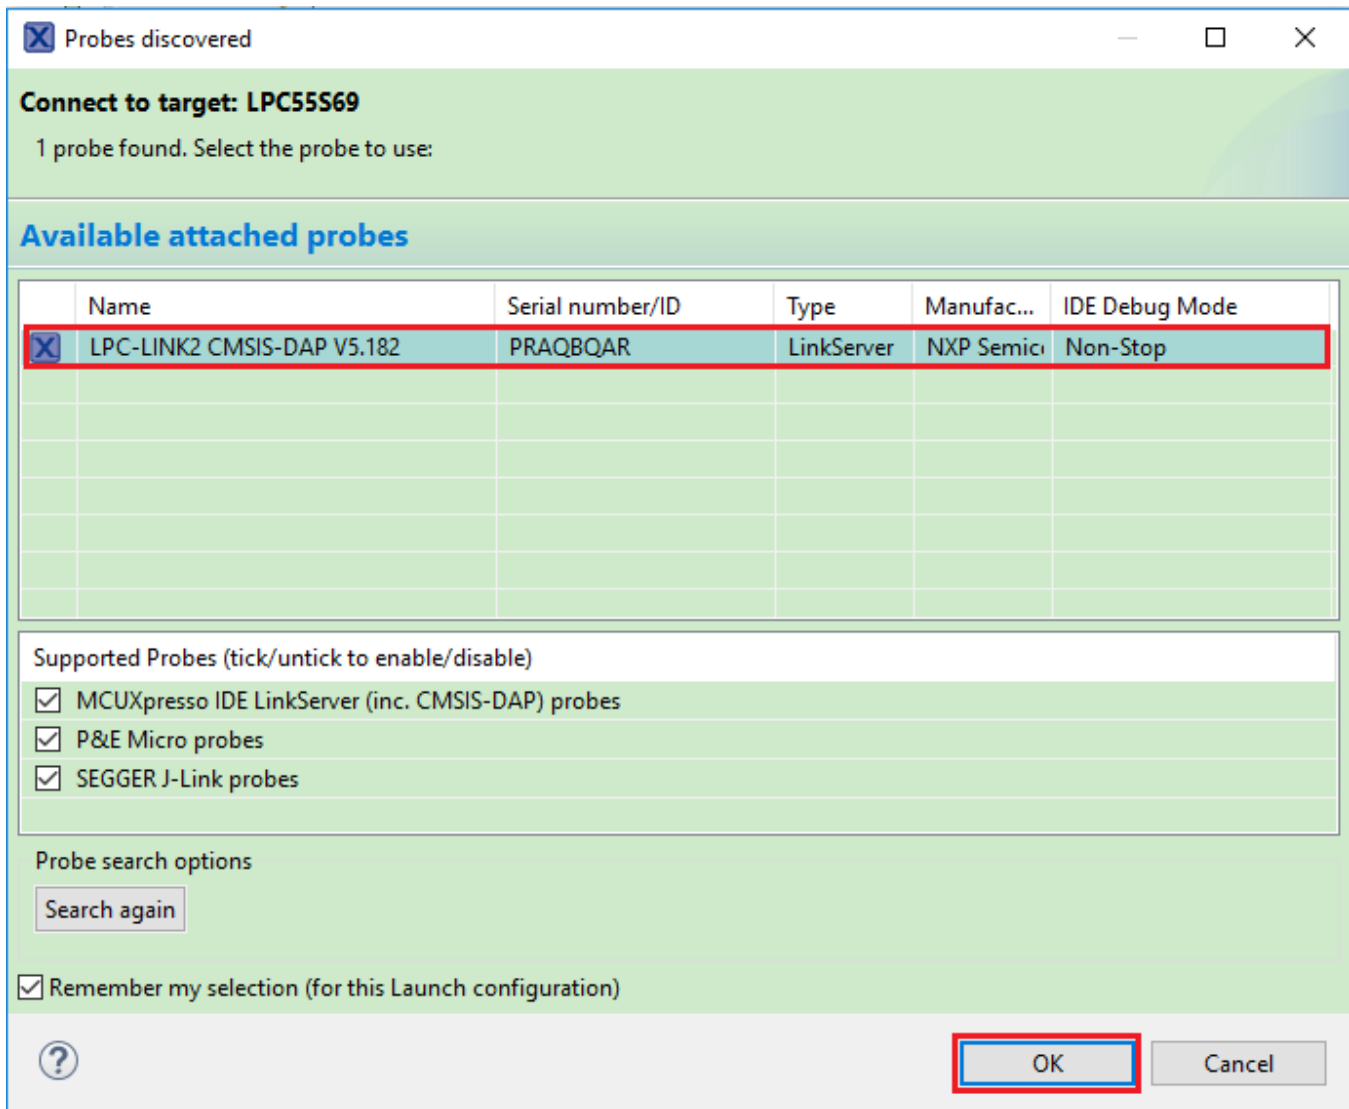 Probes discovered
Connect to target: LPC55S69
1 probe found. Select the probe to use:
Available attached probes
Name Serial number/ID Type Manufac... IDE Debug Mode
LPC-LINK2 CMSIS-DAP V5.182 PRAQBQAR LinkServer NXP Semic Non-Stop
Supported Probes (tick/untick to enable/disable)
MCUXpresso IDE LinkServer (inc. CMSIS-DAP) probes
P&E Micro probes
SEGGER J-Link probes
Probe search options
Search again
Remember my selection (for this Launch configuration)
? OK Cancel